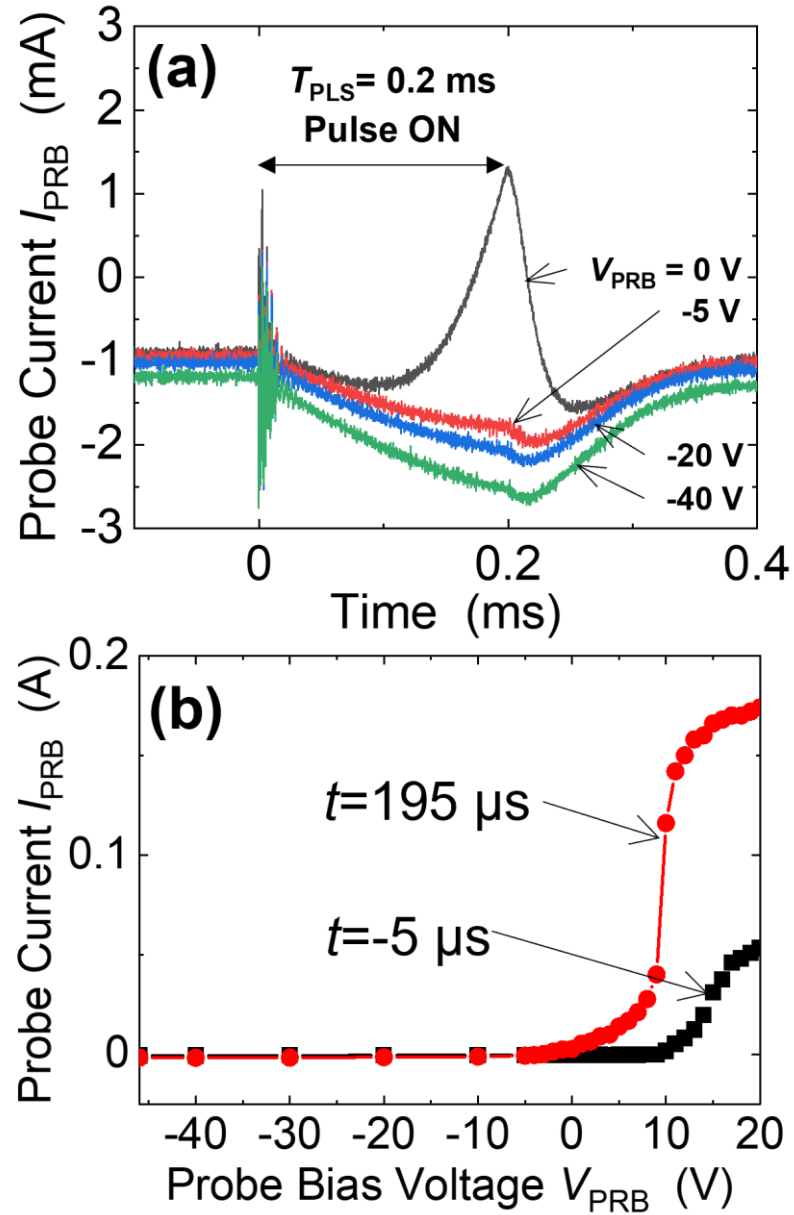 (a)
T_PLS= 0.2 ms
Pulse ON
V_PRB = 0 V
-5 V
-20 V
-40 V
Probe Current I_PRB (mA)
3
2
1
0
-1
-2
-3
0
0.2
0.4
Time (ms)
(b)
t=195 µs
t=-5 µs
Probe Current I_PRB (A)
0.2
0.1
0
-40
-30
-20
-10
0
10
20
Probe Bias Voltage V_PRB (V)